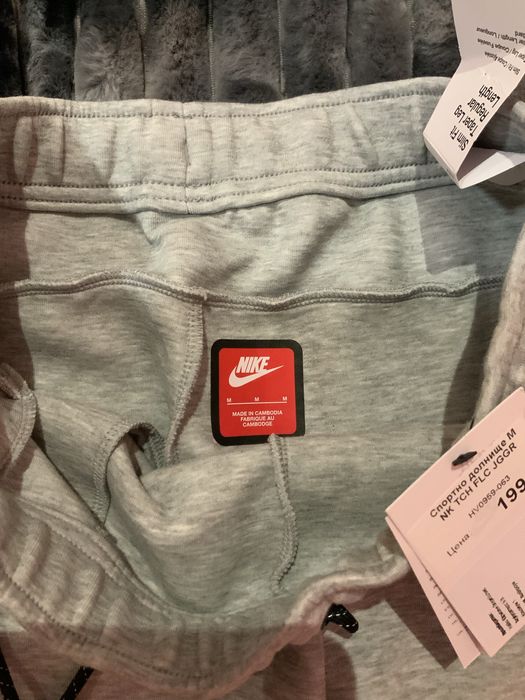 Slim Fit
Taper Leg
Regular
Length
NIKE
M M M
MADE IN CAMBODIA
FABRIQUE AU
CAMBODGE
Спортно долнище M
NK TCH FLC JGGR
HV0959-063
Цена
199